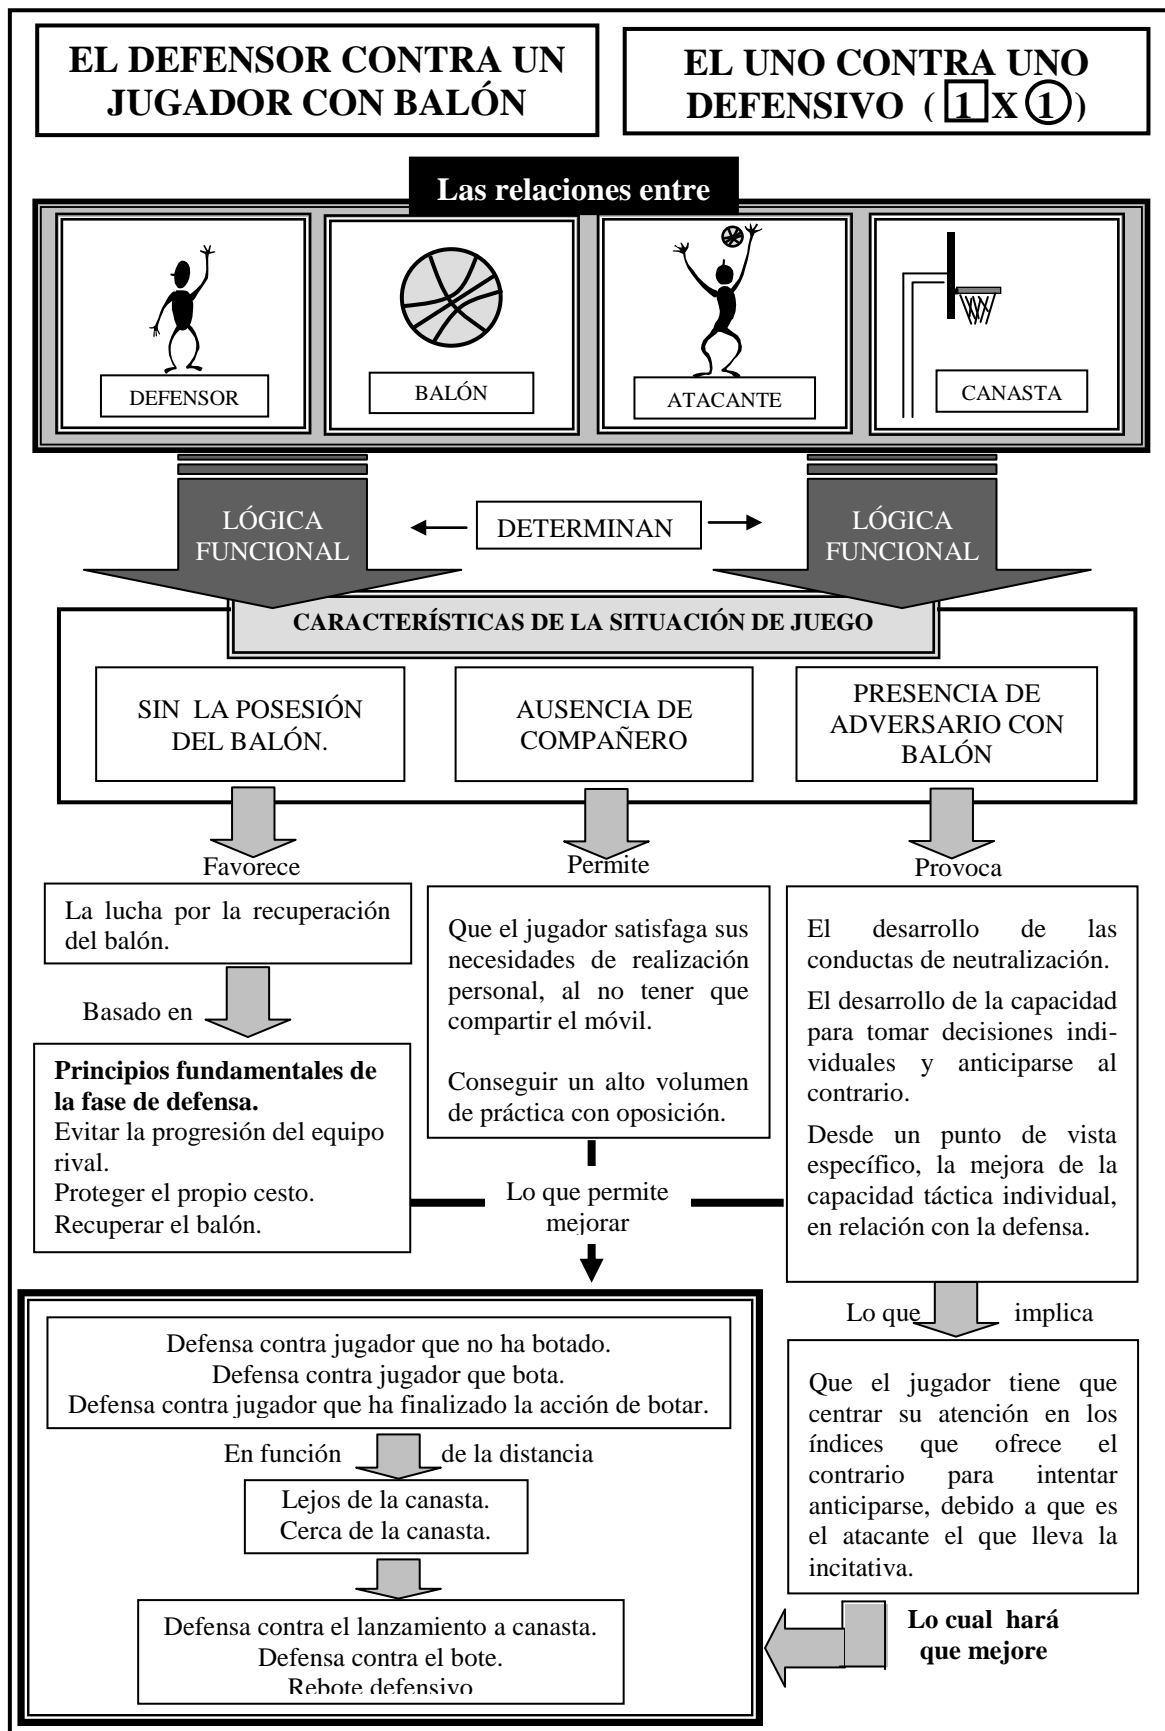 EL DEFENSOR CONTRA UN
JUGADOR CON BALÓN
EL UNO CONTRA UNO
DEFENSIVO ( 1 X 1 )
Las relaciones entre
DEFENSOR
BALÓN
ATACANTE
CANASTA
LÓGICA
FUNCIONAL
DETERMINAN
LÓGICA
FUNCIONAL
CARACTERÍSTICAS DE LA SITUACIÓN DE JUEGO
SIN LA POSESIÓN
DEL BALÓN.
AUSENCIA DE
COMPAÑERO
PRESENCIA DE
ADVERSARIO CON
BALÓN
Favorece
Permite
Provoca
La lucha por la recuperación
del balón.
Basado en
Principios fundamentales de
la fase de defensa.
Evitar la progresión del equipo
rival.
Proteger el propio cesto.
Recuperar el balón.
Que el jugador satisfaga sus
necesidades de realización
personal, al no tener que
compartir el móvil.
Conseguir un alto volumen
de práctica con oposición.
El desarrollo de las
conductas de neutralización.
El desarrollo de la capacidad
para tomar decisiones indi-
viduales y anticiparse al
contrario.
Desde un punto de vista
específico, la mejora de la
capacidad táctica individual,
en relación con la defensa.
Lo que permite
mejorar
Lo que implica
Defensa contra jugador que no ha botado.
Defensa contra jugador que bota.
Defensa contra jugador que ha finalizado la acción de botar.
En función de la distancia
Lejos de la canasta.
Cerca de la canasta.
Defensa contra el lanzamiento a canasta.
Defensa contra el bote.
Rebote defensivo
Que el jugador tiene que
centrar su atención en los
índices que ofrece el
contrario para intentar
anticiparse, debido a que es
el atacante el que lleva la
incitativa.
Lo cual hará
que mejore